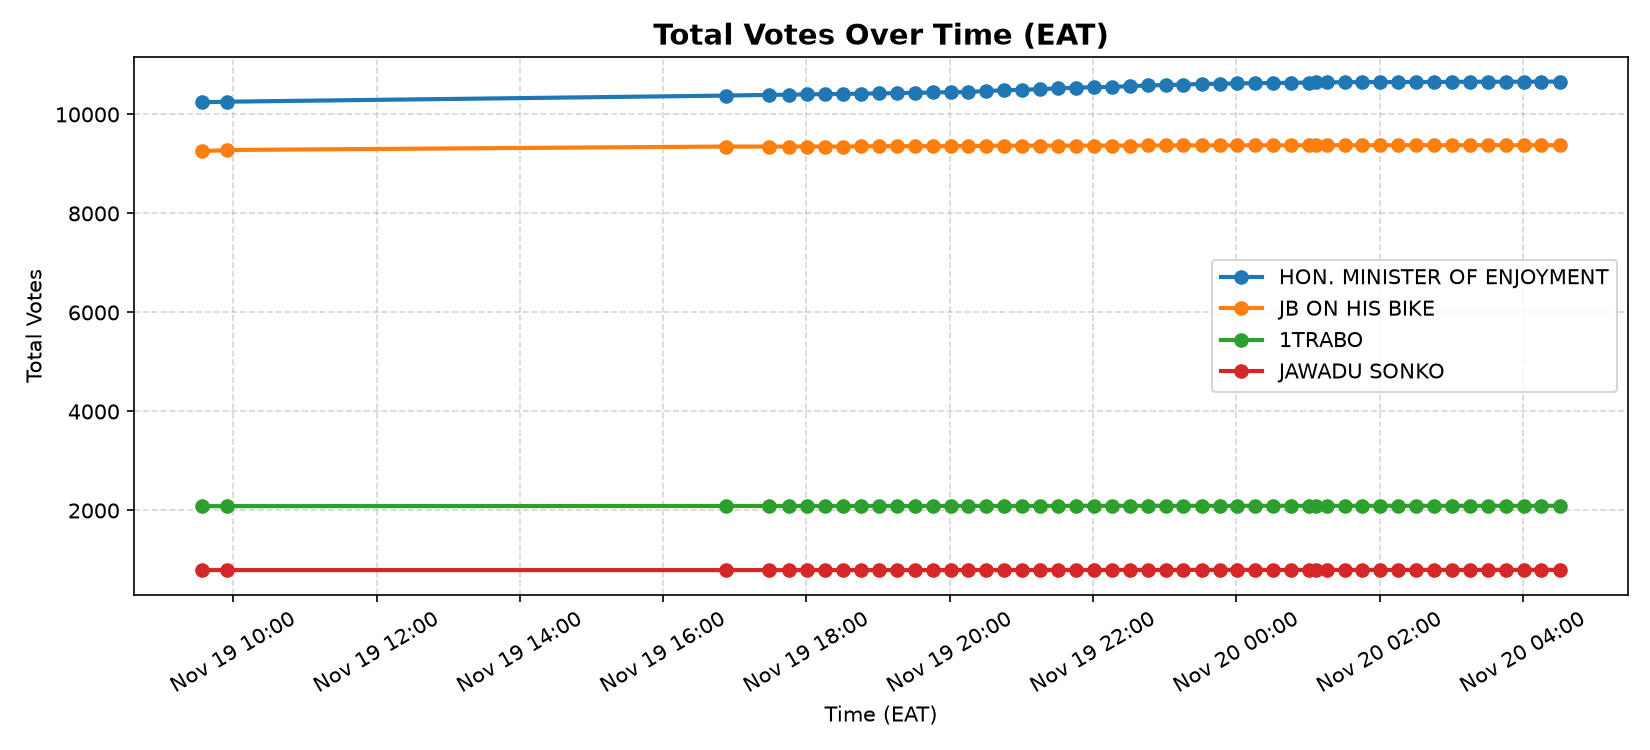 Total Votes Over Time (EAT)
Total Votes
10000
8000
6000
4000
2000
HON. MINISTER OF ENJOYMENT
JB ON HIS BIKE
1TRABO
JAWADU SONKO
Nov 19 10:00
Nov 19 12:00
Nov 19 14:00
Nov 19 16:00
Nov 19 18:00
Nov 19 20:00
Nov 19 22:00
Nov 20 00:00
Nov 20 02:00
Nov 20 04:00
Time (EAT)